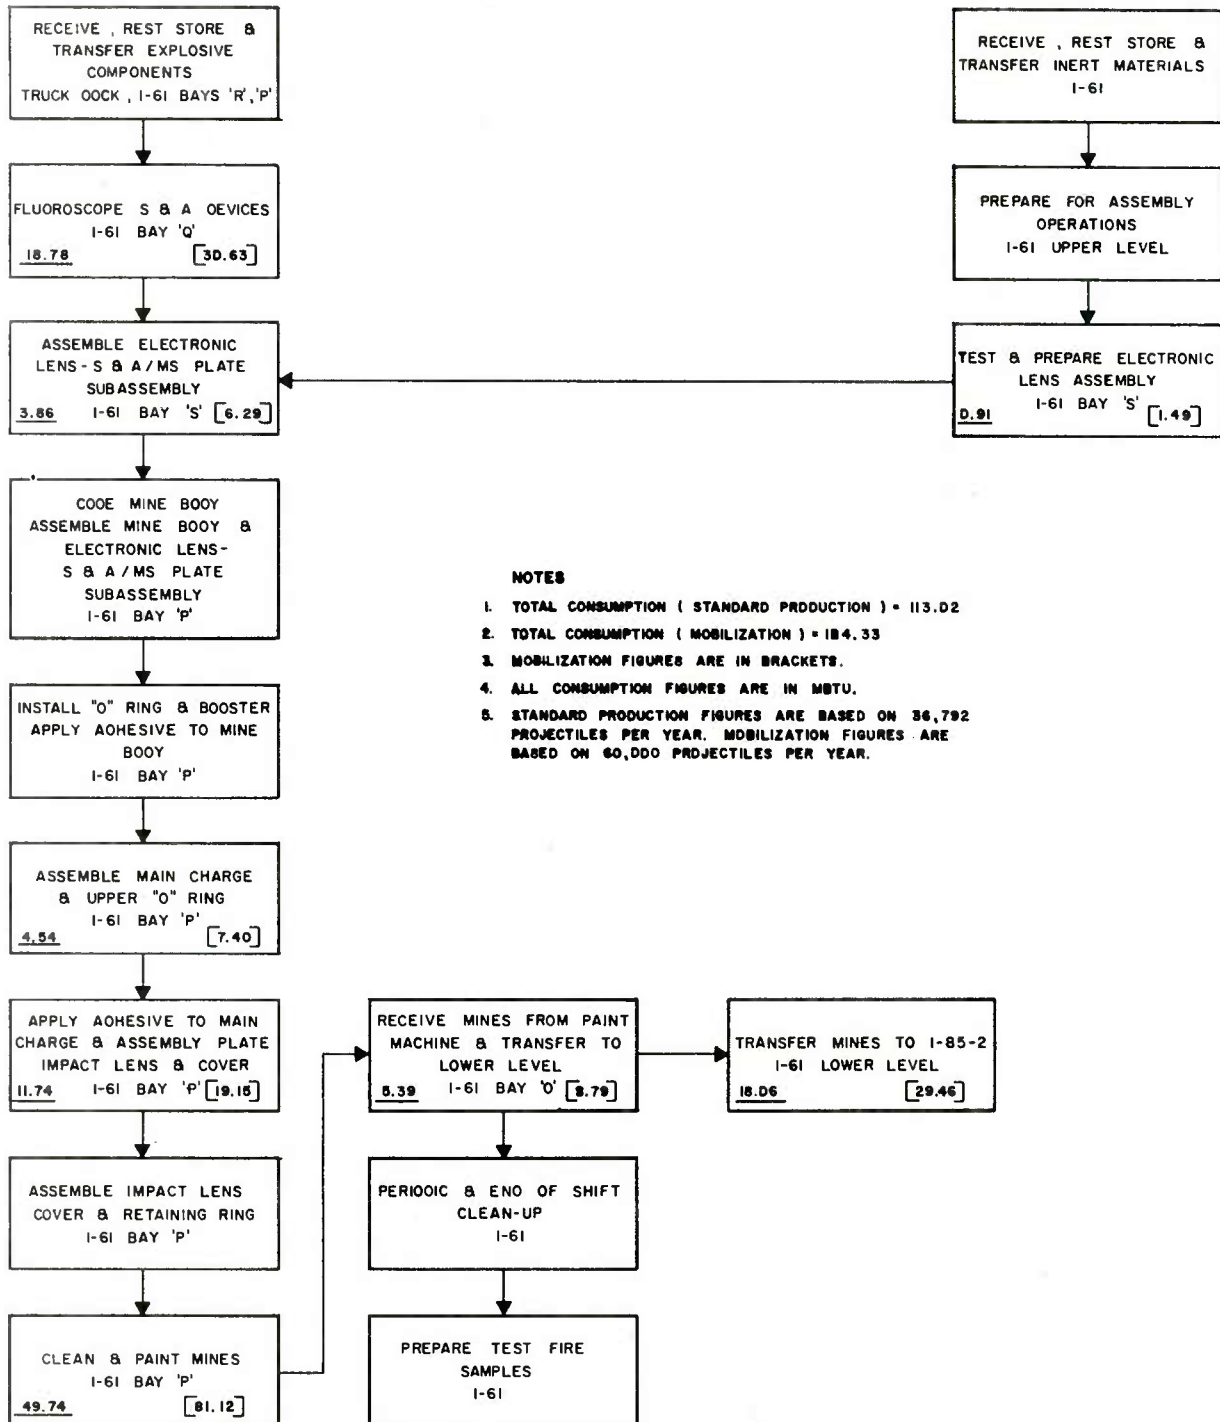 RECEIVE , REST STORE &
TRANSFER EXPLOSIVE
COMPONENTS
TRUCK OOCK , I-61 BAYS 'R','P'
FLUOROSCOPE S & A OEVICES
I-61 BAY 'Q'
18.78 [3D.63]
ASSEMBLE ELECTRONIC
LENS- S & A/MS PLATE
SUBASSEMBLY
3.86 I-61 BAY 'S' [6.29]
COOE MINE BOOY
ASSEMBLE MINE BODY &
ELECTRONIC LENS-
S & A/MS PLATE
SUBASSEMBLY
I-61 BAY 'P'
INSTALL "O" RING & BOOSTER
APPLY AOHESIVE TO MINE
BODY
I-61 BAY 'P'
ASSEMBLE MAIN CHARGE
& UPPER "O" RING
I-61 BAY 'P'
4.54 [7.40]
APPLY AOHESIVE TO MAIN
CHARGE & ASSEMBLY PLATE
IMPACT LENS & COVER
11.74 I-61 BAY 'P' [19.15]
ASSEMBLE IMPACT LENS
COVER & RETAINING RING
I-61 BAY 'P'
CLEAN & PAINT MINES
I-61 BAY 'P'
49.74 [81.12]
RECEIVE , REST STORE &
TRANSFER INERT MATERIALS
I-61
PREPARE FOR ASSEMBLY
OPERATIONS
I-61 UPPER LEVEL
TEST & PREPARE ELECTRONIC
LENS ASSEMBLY
I-61 BAY 'S'
D.91 [1.49]
NOTES
1. TOTAL CONSUMPTION ( STANDARD PRODUCTION ) = 113.D2
2. TOTAL CONSUMPTION ( MOBILIZATION ) = 184.33
3. MOBILIZATION FIGURES ARE IN BRACKETS.
4. ALL CONSUMPTION FIGURES ARE IN MBTU.
5. STANDARD PRODUCTION FIGURES ARE BASED ON 36,792
PROJECTILES PER YEAR. MOBILIZATION FIGURES ARE
BASED ON 60,DDO PROJECTILES PER YEAR.
RECEIVE MINES FROM PAINT
MACHINE & TRANSFER TO
LOWER LEVEL
5.39 I-61 BAY 'O' [8.79]
TRANSFER MINES TO I-85-2
I-61 LOWER LEVEL
18.D6 [29.46]
PERIOOIC & ENO OF SHIFT
CLEAN-UP
I-61
PREPARE TEST FIRE
SAMPLES
I-61